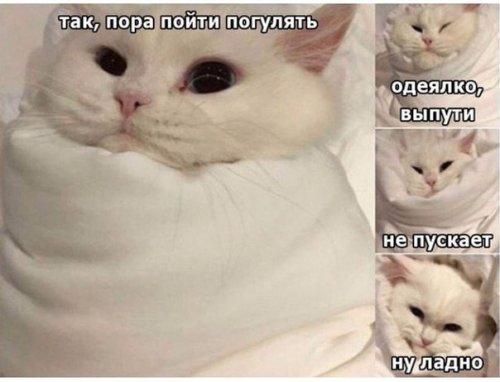 так, пора пойти погулять
одеялко,
выпути
не пускает
ну ладно